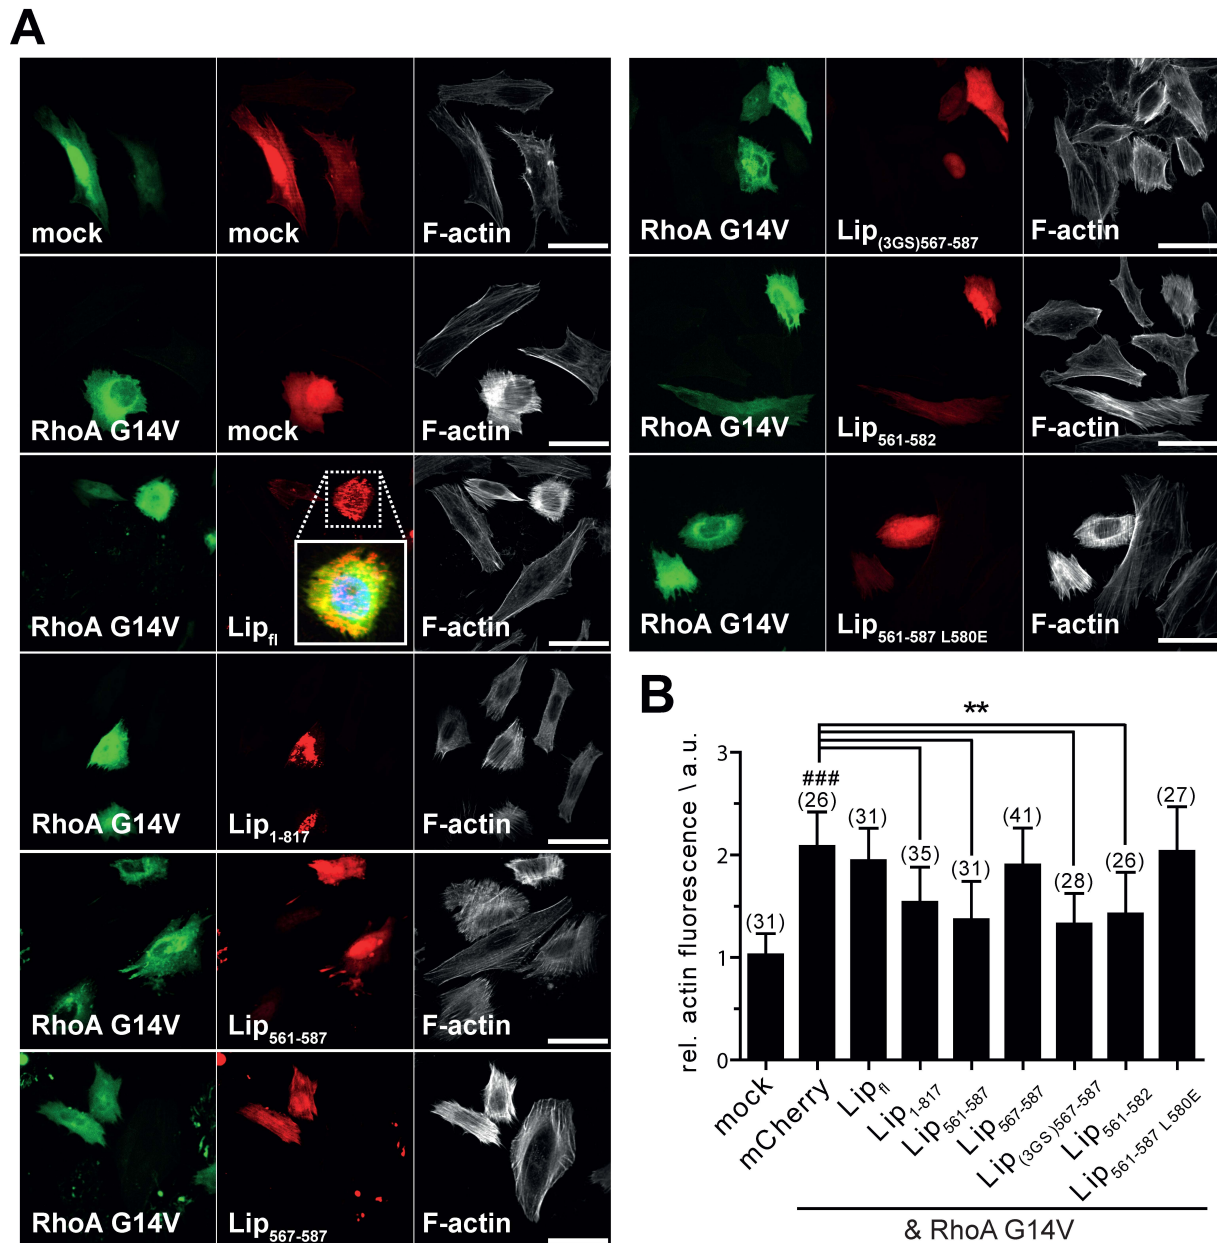 A
mock mock F-actin
RhoA G14V mock F-actin
RhoA G14V Lipfl F-actin
RhoA G14V Lip1-817 F-actin
RhoA G14V Lip561-587 F-actin
RhoA G14V Lip567-587 F-actin
RhoA G14V Lip(3GS)567-587 F-actin
RhoA G14V Lip561-582 F-actin
RhoA G14V Lip561-587 L580E F-actin
B
**
rel. actin fluorescence \ a.u.
3
2
1
0
(31)
###
(26)
(31)
(35)
(31)
(41)
(28)
(26)
(27)
mock
mCherry
Lipfl
Lip1-817
Lip561-587
Lip567-587
Lip(3GS)567-587
Lip561-582
Lip561-587 L580E
& RhoA G14V